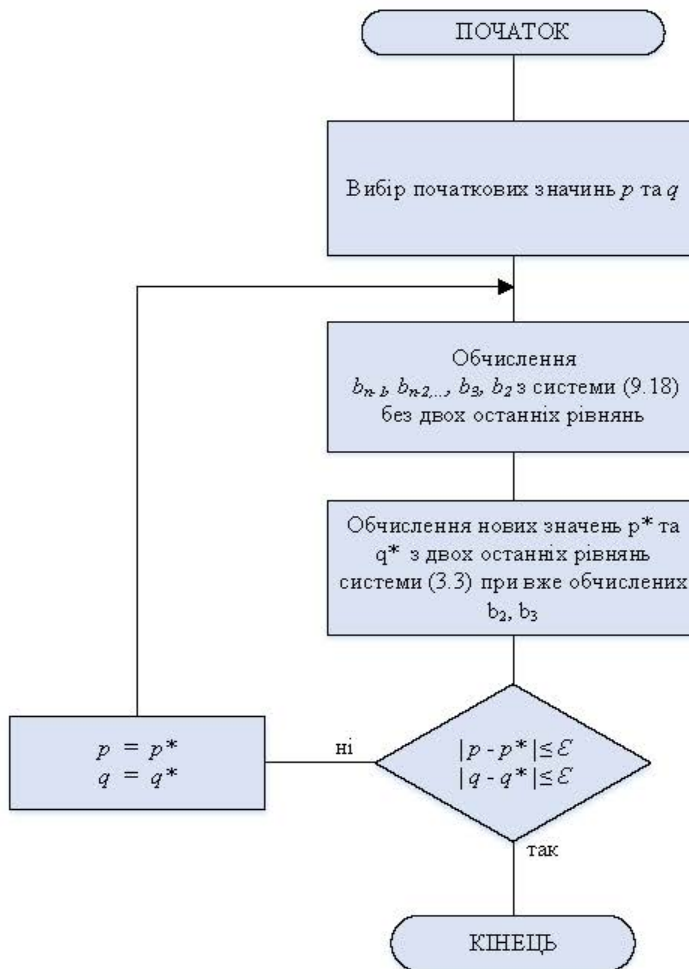 ПОЧАТОК
Вибір початкових значинь p та q
Обчислення
bₙ₋₁, bₙ₋₂,..., b₃, b₂ з системи (9.18)
без двох останніх рівнянь
Обчислення нових значень p* та
q* з двох останніх рівнянь
системи (3.3) при вже обчислених
b₂, b₃
p = p*
q = q*
ні
|p - p*| ≤ ℰ
|q - q*| ≤ ℰ
так
КІНЕЦЬ